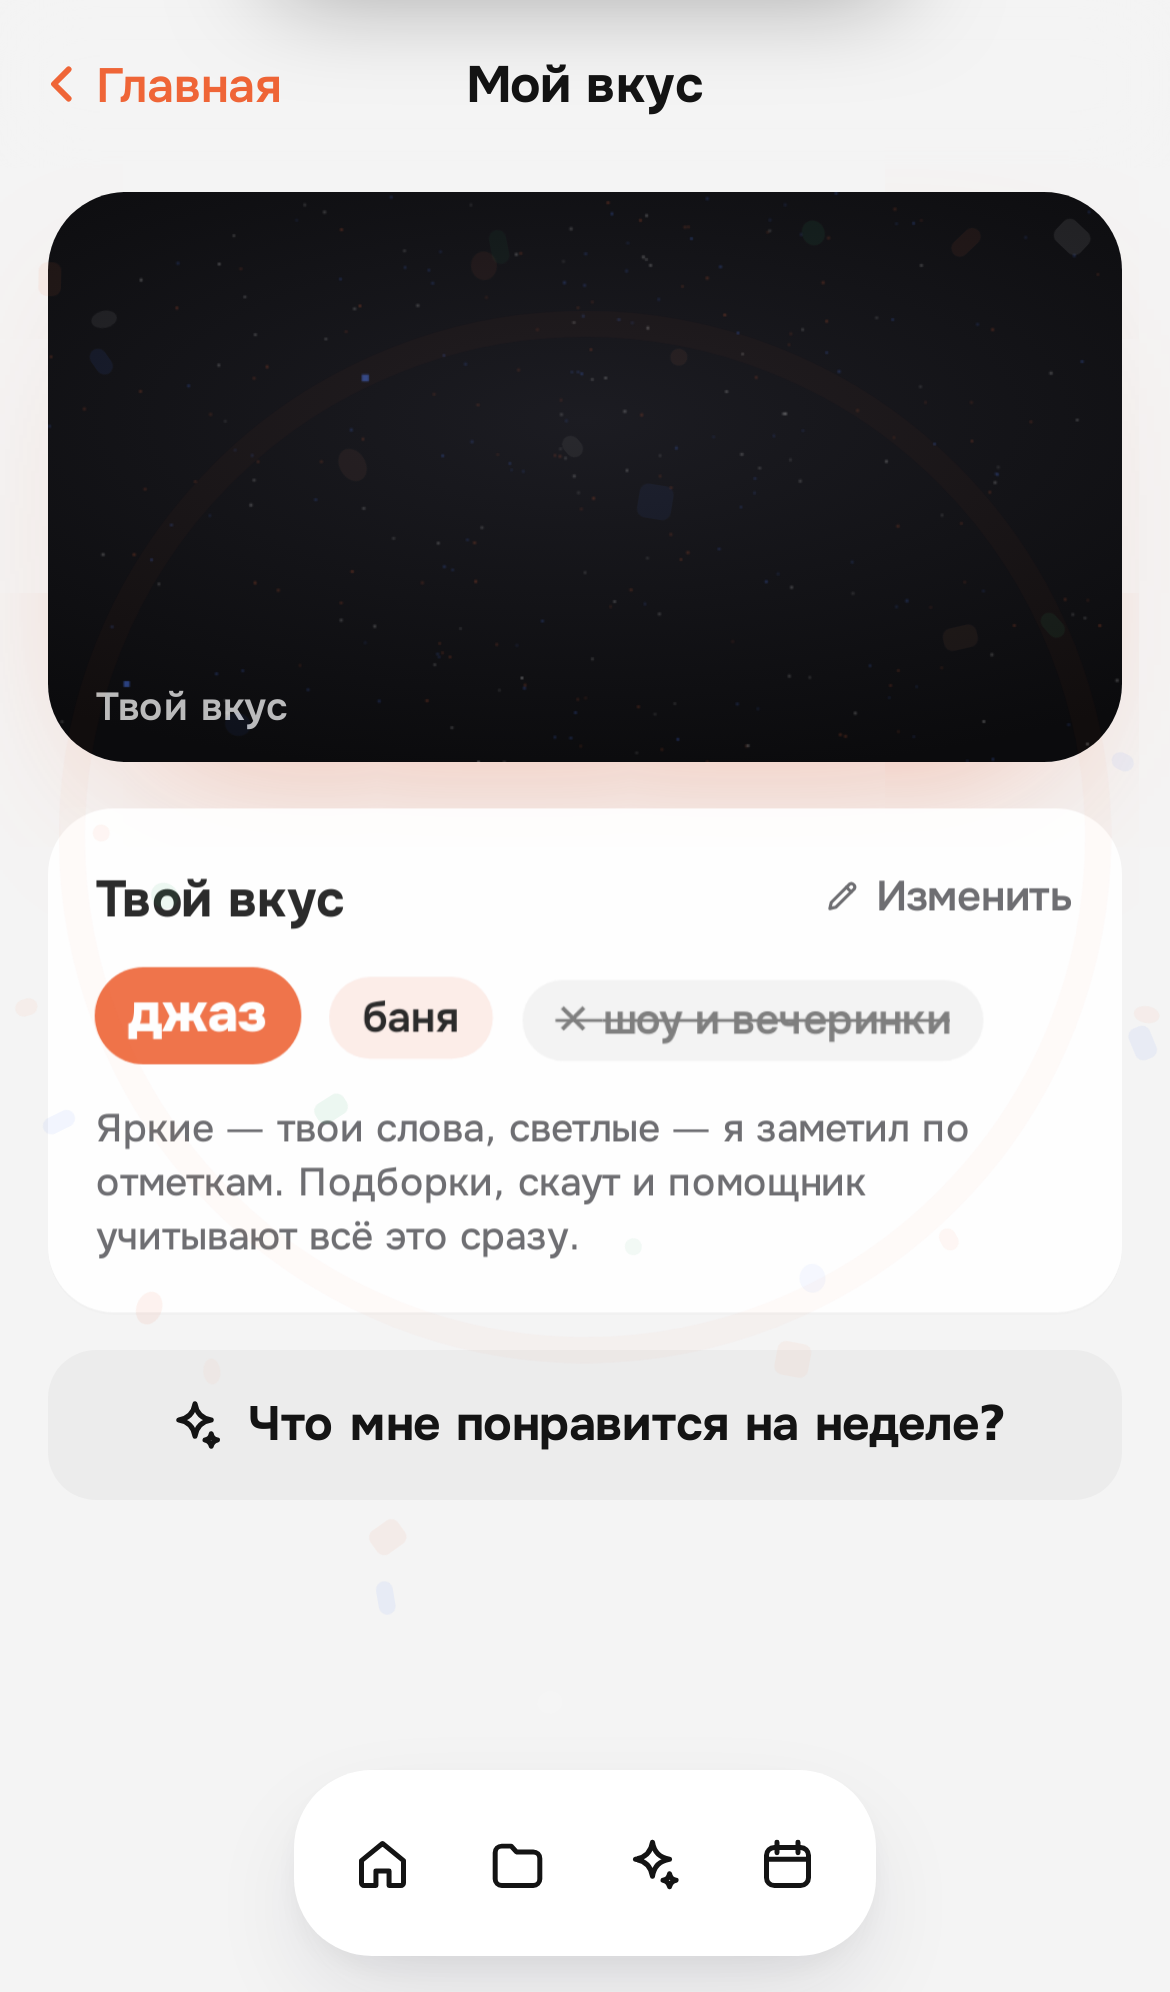 Главная
Мой вкус
Твой вкус
Твой вкус
Изменить
джаз
баня
✕ шоу и вечеринки
Яркие — твои слова, светлые — я заметил по
отметкам. Подборки, скаут и помощник
учитывают всё это сразу.
Что мне понравится на неделе?